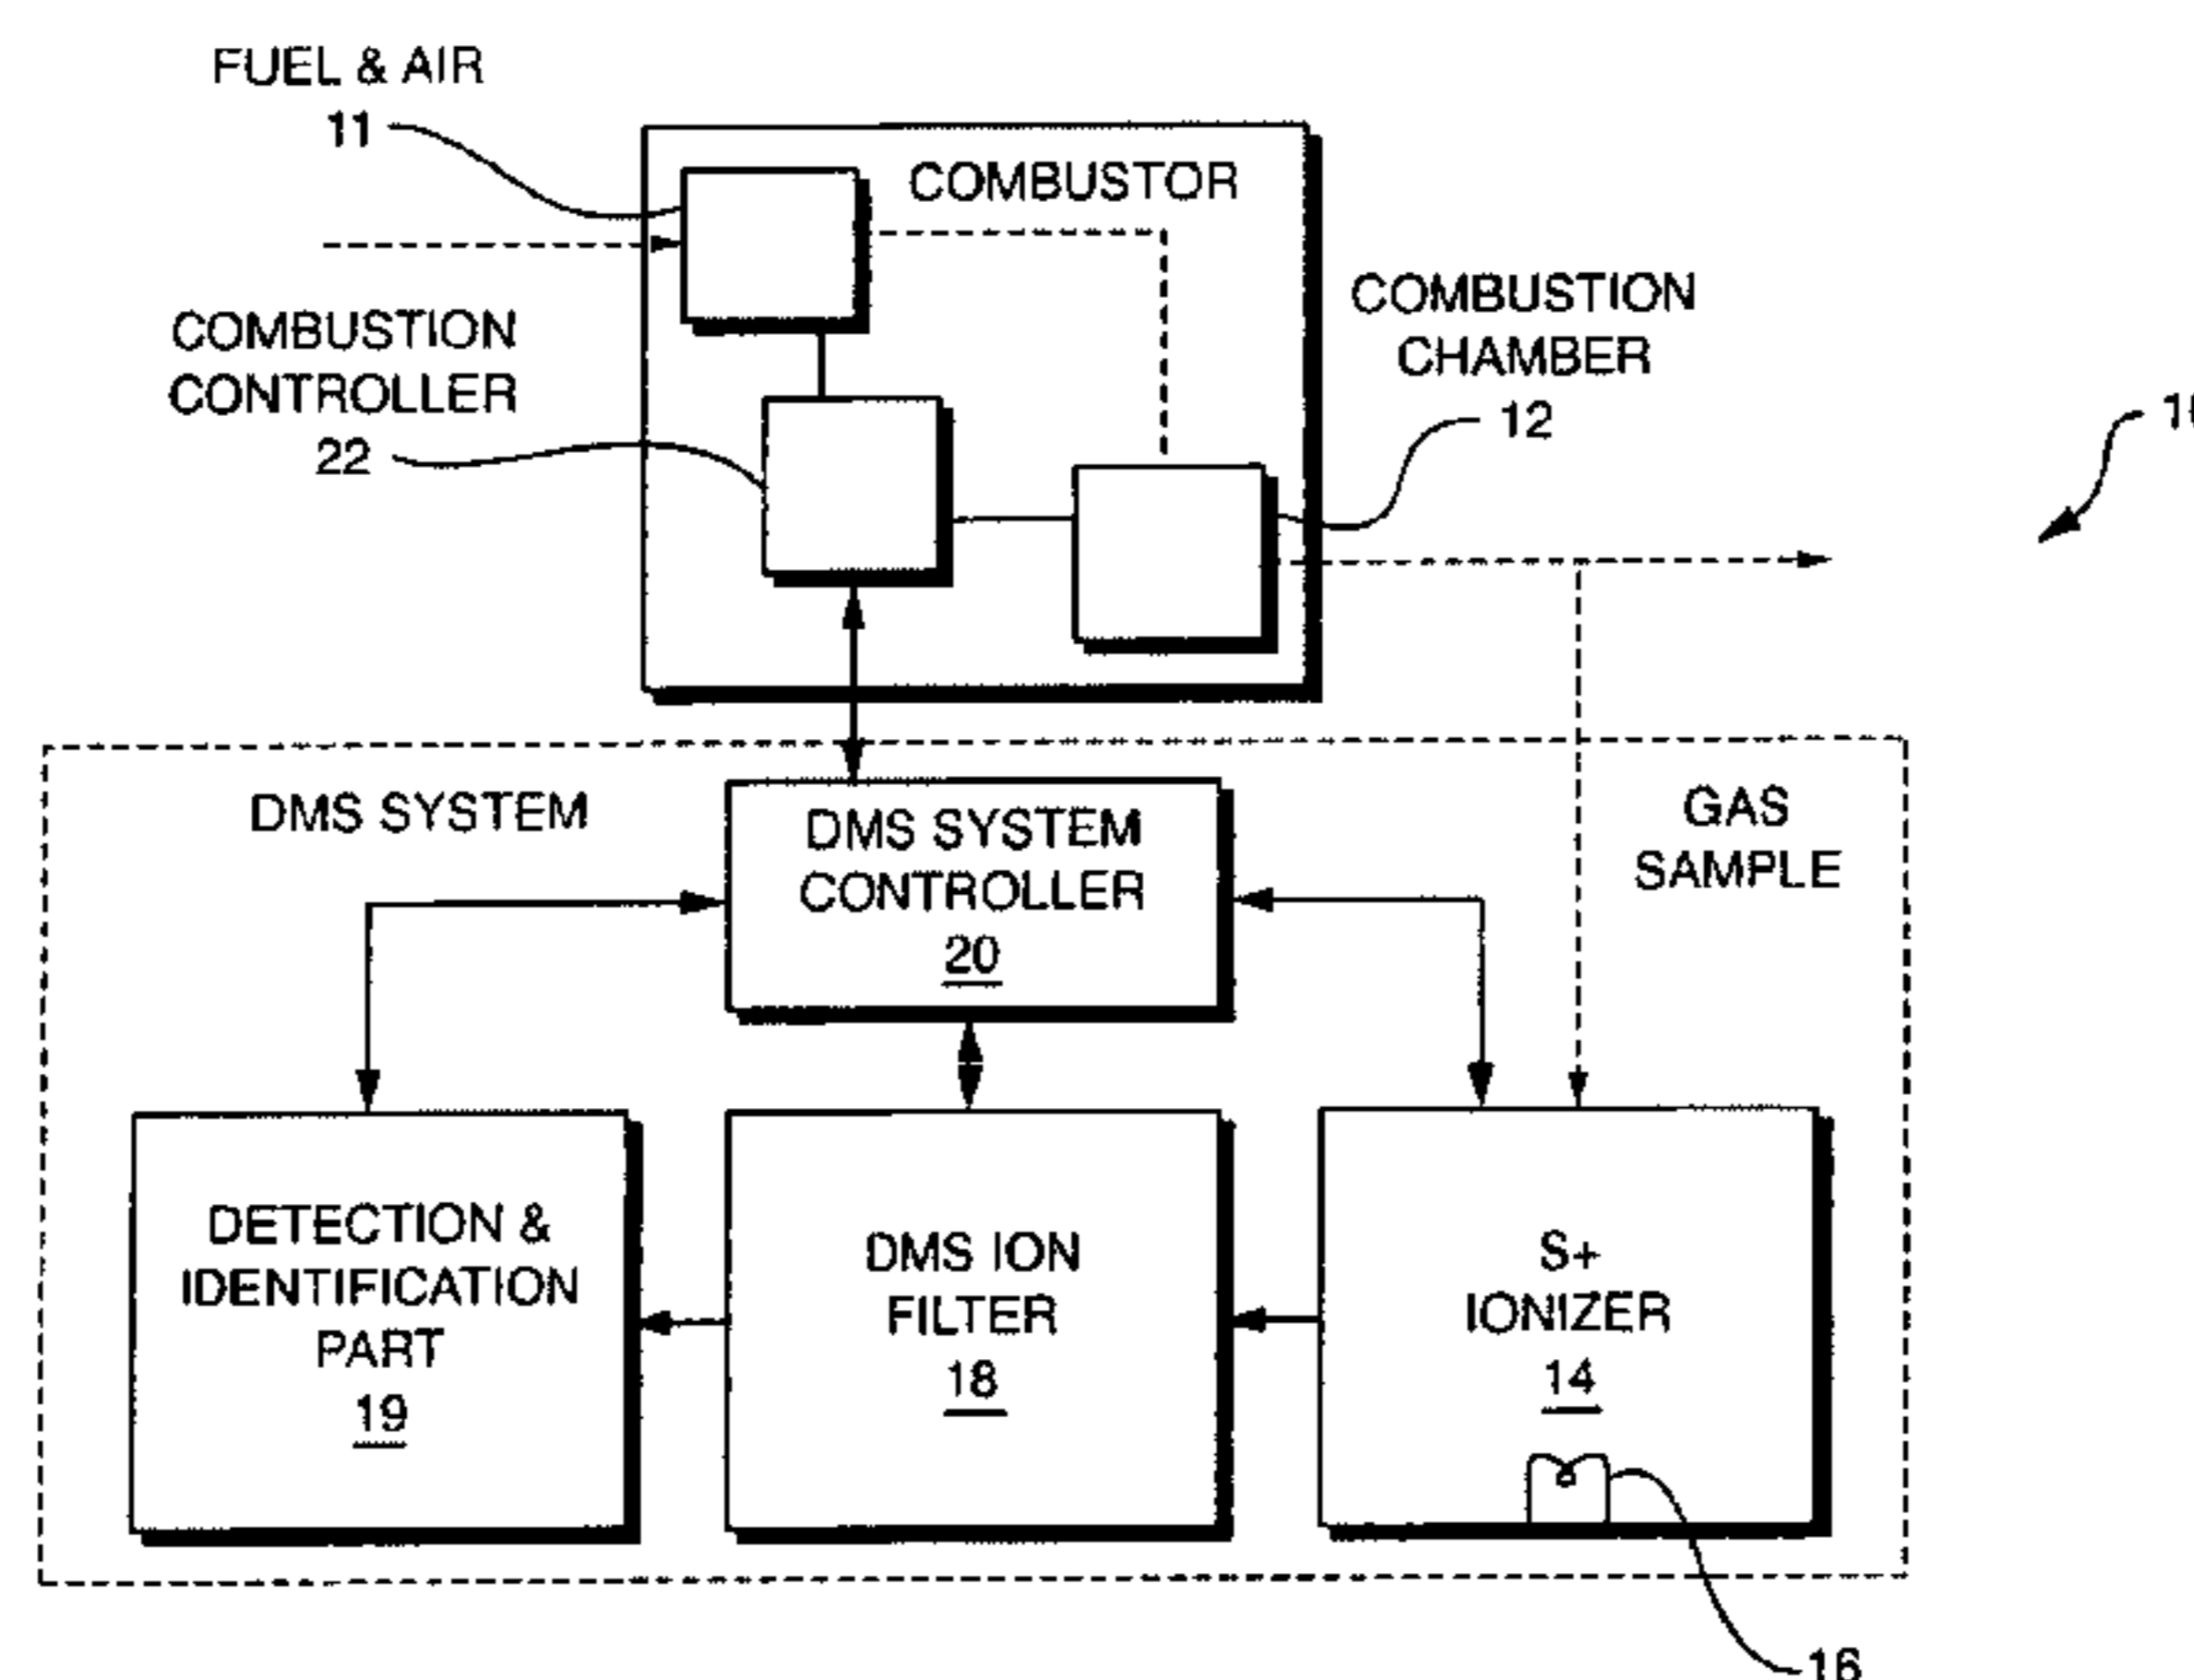 FUEL & AIR
11
COMBUSTOR
COMBUSTION
CONTROLLER
22
COMBUSTION
CHAMBER
12
DMS SYSTEM
DMS SYSTEM
CONTROLLER
20
GAS
SAMPLE
DETECTION &
IDENTIFICATION
PART
19
DMS ION
FILTER
18
S+
IONIZER
14
16